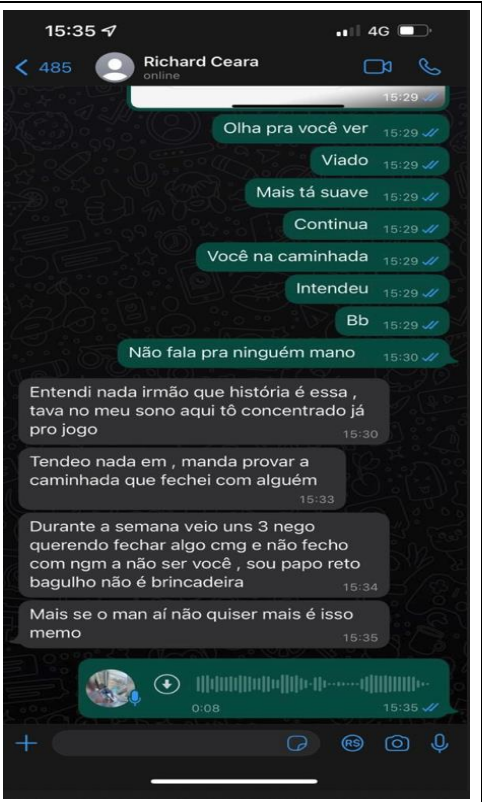 15:35
4G
485
Richard Ceara
online
15:29
Olha pra você ver 15:29
Viado 15:29
Mais tá suave 15:29
Continua 15:29
Você na caminhada 15:29
Intendeu 15:29
Bb 15:29
Não fala pra ninguém mano 15:30
Entendi nada irmão que história é essa ,
tava no meu sono aqui tô concentrado já
pro jogo
15:30
Tendeo nada em , manda provar a
caminhada que fechei com alguém
15:33
Durante a semana veio uns 3 nego
querendo fechar algo cmg e não fecho
com ngm a não ser você , sou papo reto
bagulho não é brincadeira
15:34
Mais se o man aí não quiser mais é isso
memo
15:35
0:08 15:35
RS